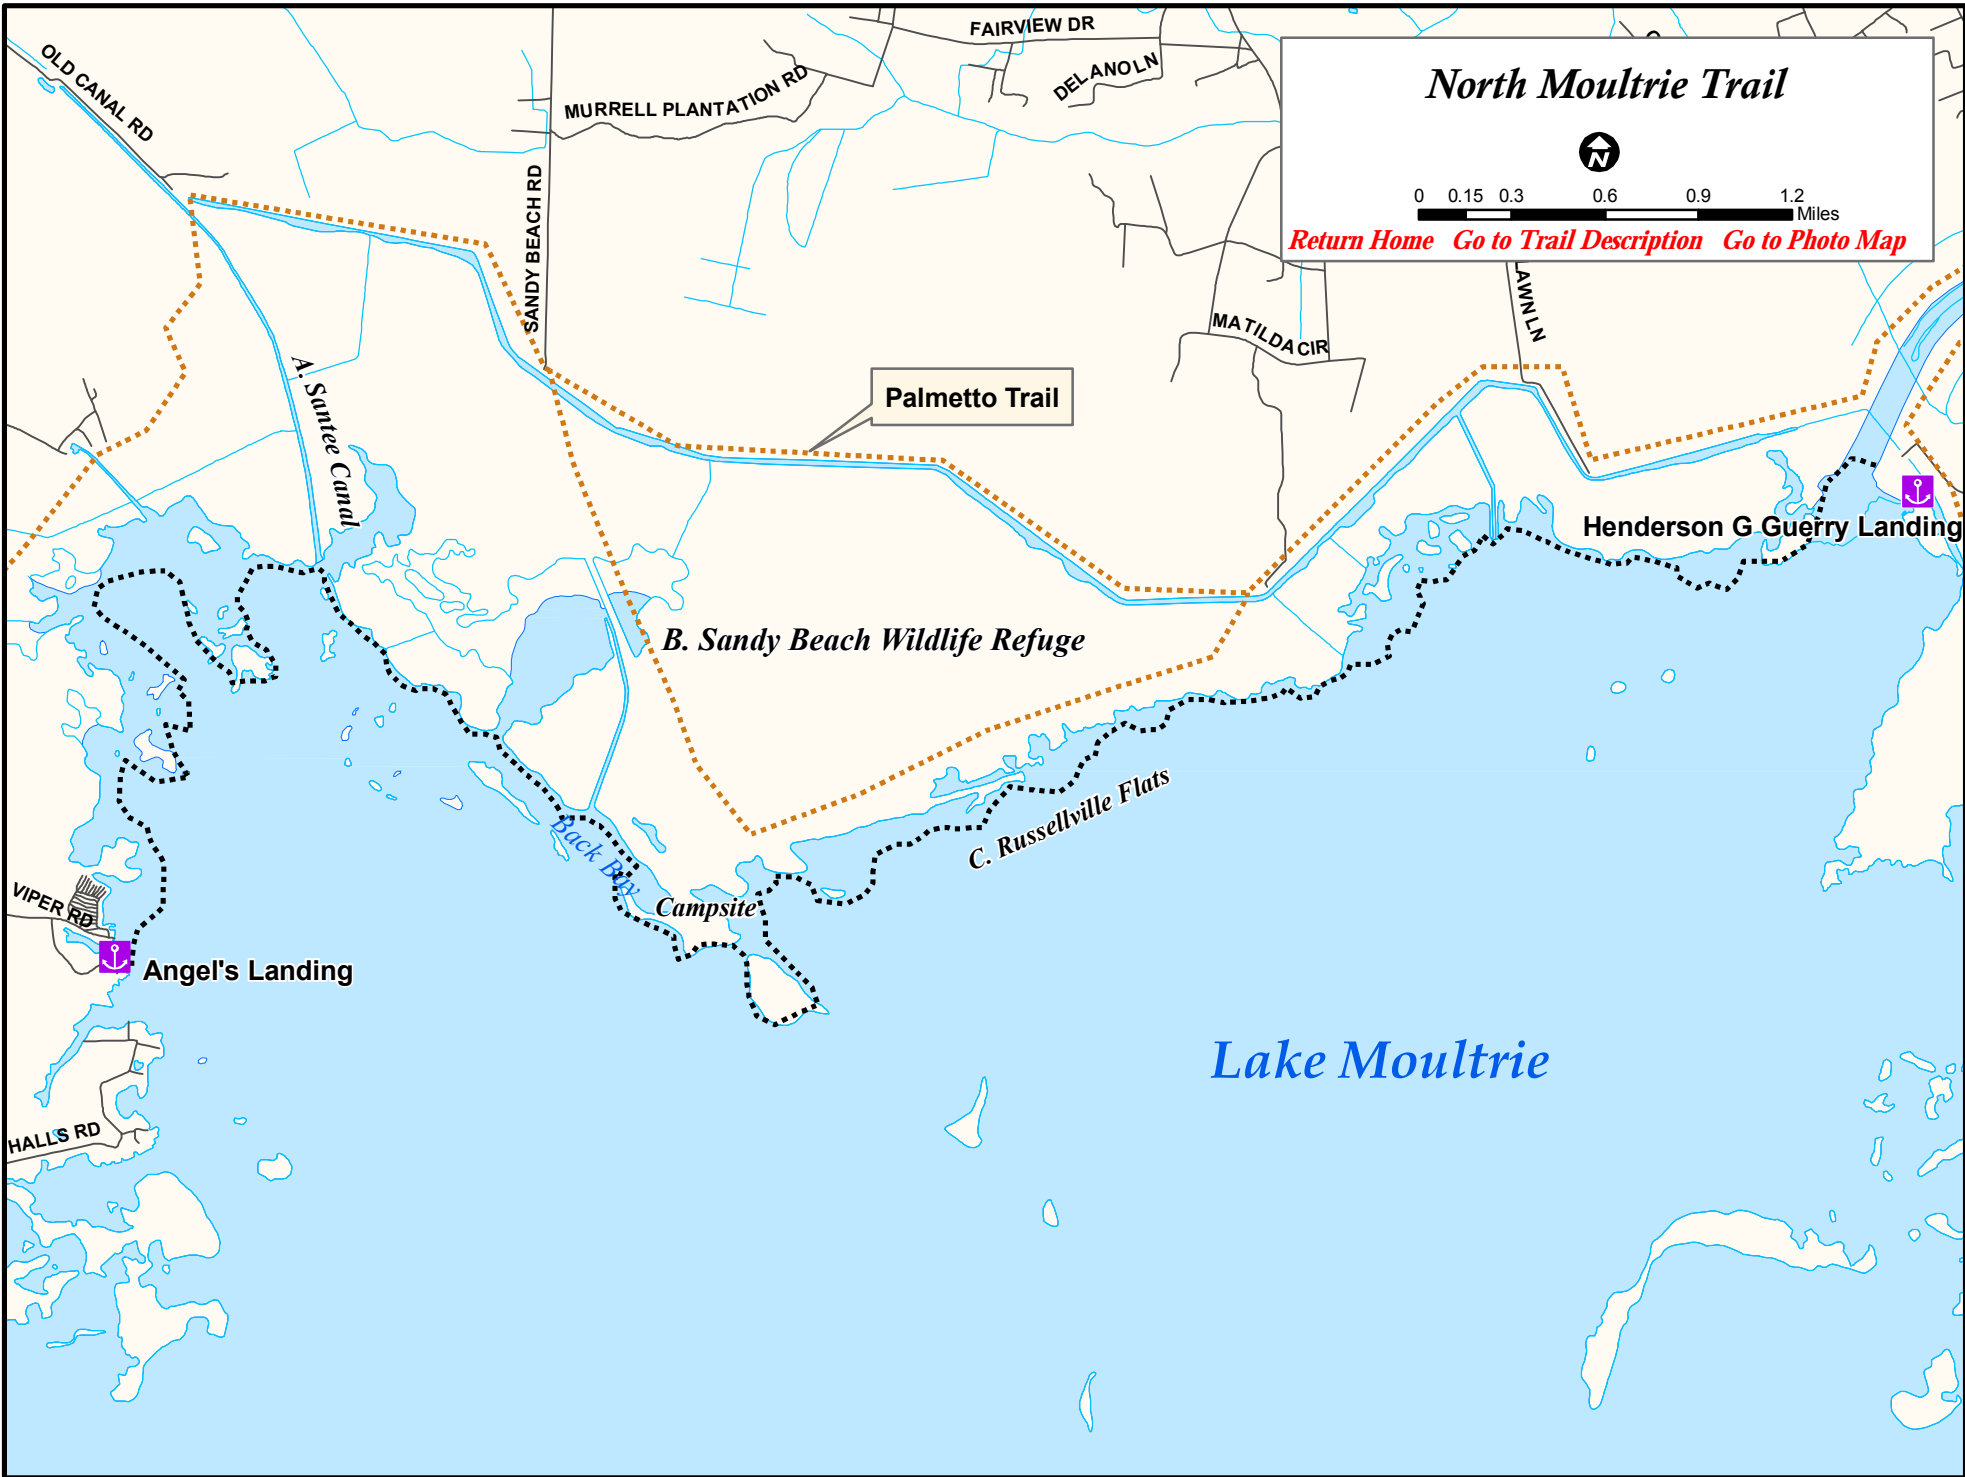 FAIRVIEW DR
OLD CANAL RD
DELANO LN
MURRELL PLANTATION RD
North Moultrie Trail
N
0 0.15 0.3 0.6 0.9 1.2
Miles
Return Home Go to Trail Description Go to Photo Map
SANDY BEACH RD
AWN LN
MATILDA CIR
A. Santee Canal
Palmetto Trail
Henderson G Guerry Landing
B. Sandy Beach Wildlife Refuge
C. Russellville Flats
Back Bay
VIPER RD
Campsite
Angel's Landing
Lake Moultrie
HALLS RD